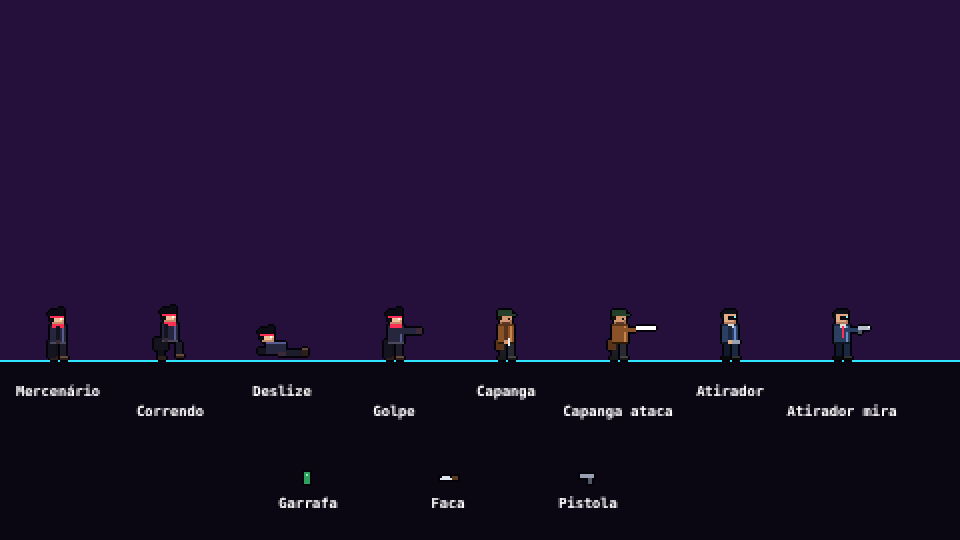 Mercenário
Correndo
Deslize
Golpe
Capanga
Capanga ataca
Atirador
Atirador mira
Garrafa
Faca
Pistola